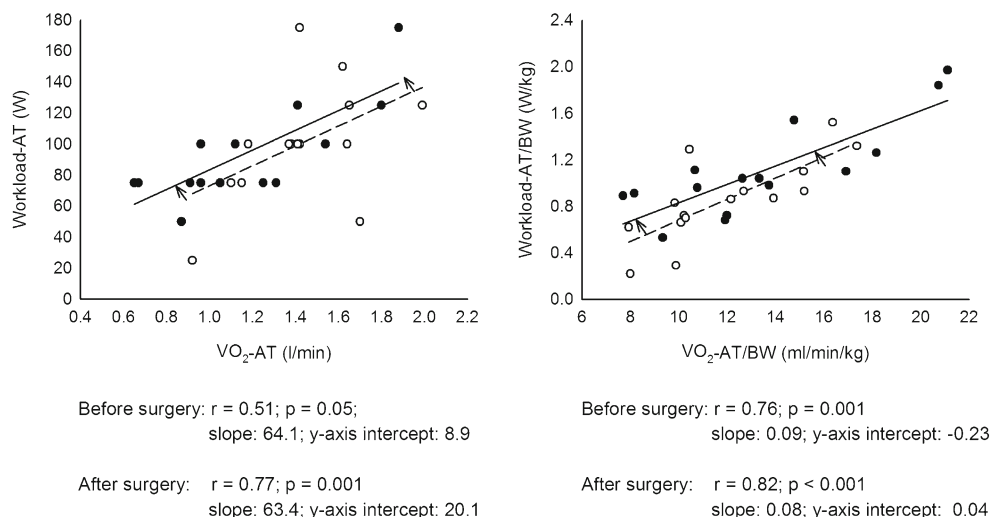 180
160
140
120
100
80
60
40
20
0
Workload-AT (W)
0.4 0.6 0.8 1.0 1.2 1.4 1.6 1.8 2.0 2.2
VO2-AT (l/min)
Before surgery: r = 0.51; p = 0.05;
slope: 64.1; y-axis intercept: 8.9
After surgery: r = 0.77; p = 0.001
slope: 63.4; y-axis intercept: 20.1
2.4
2.0
1.6
1.2
0.8
0.4
0.0
Workload-AT/BW (W/kg)
6 8 10 12 14 16 18 20 22
VO2-AT/BW (ml/min/kg)
Before surgery: r = 0.76; p = 0.001
slope: 0.09; y-axis intercept: -0.23
After surgery: r = 0.82; p < 0.001
slope: 0.08; y-axis intercept: 0.04